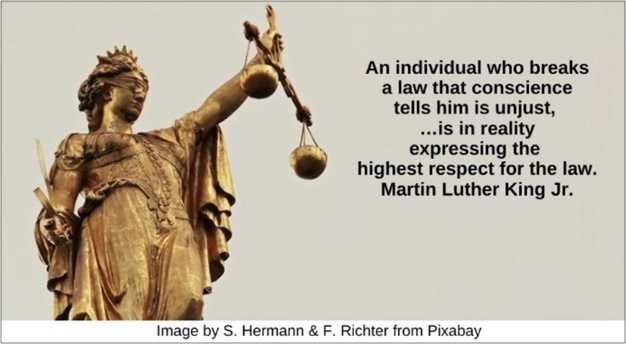 An individual who breaks
a law that conscience
tells him is unjust,
…is in reality
expressing the
highest respect for the law.
Martin Luther King Jr.
Image by S. Hermann & F. Richter from Pixabay